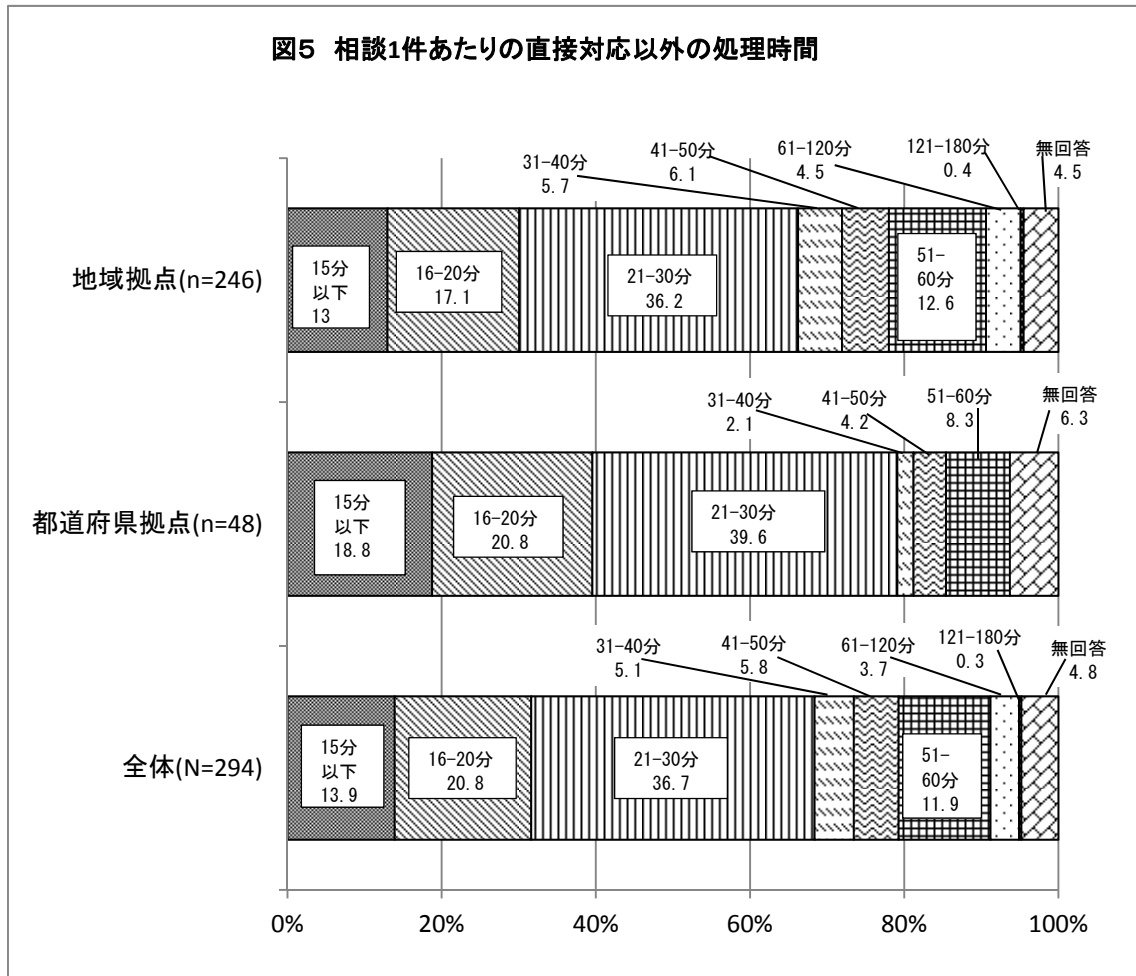 図5 相談1件あたりの直接対応以外の処理時間
31-40分
5.7
41-50分
6.1
61-120分
4.5
121-180分
0.4
無回答
4.5
地域拠点(n=246)
15分
以下
13
16-20分
17.1
21-30分
36.2
51-
60分
12.6
31-40分
2.1
41-50分
4.2
51-60分
8.3
無回答
6.3
都道府県拠点(n=48)
15分
以下
18.8
16-20分
20.8
21-30分
39.6
31-40分
5.1
41-50分
5.8
61-120分
3.7
121-180分
0.3
無回答
4.8
全体(N=294)
15分
以下
13.9
16-20分
20.8
21-30分
36.7
51-
60分
11.9
0% 20% 40% 60% 80% 100%